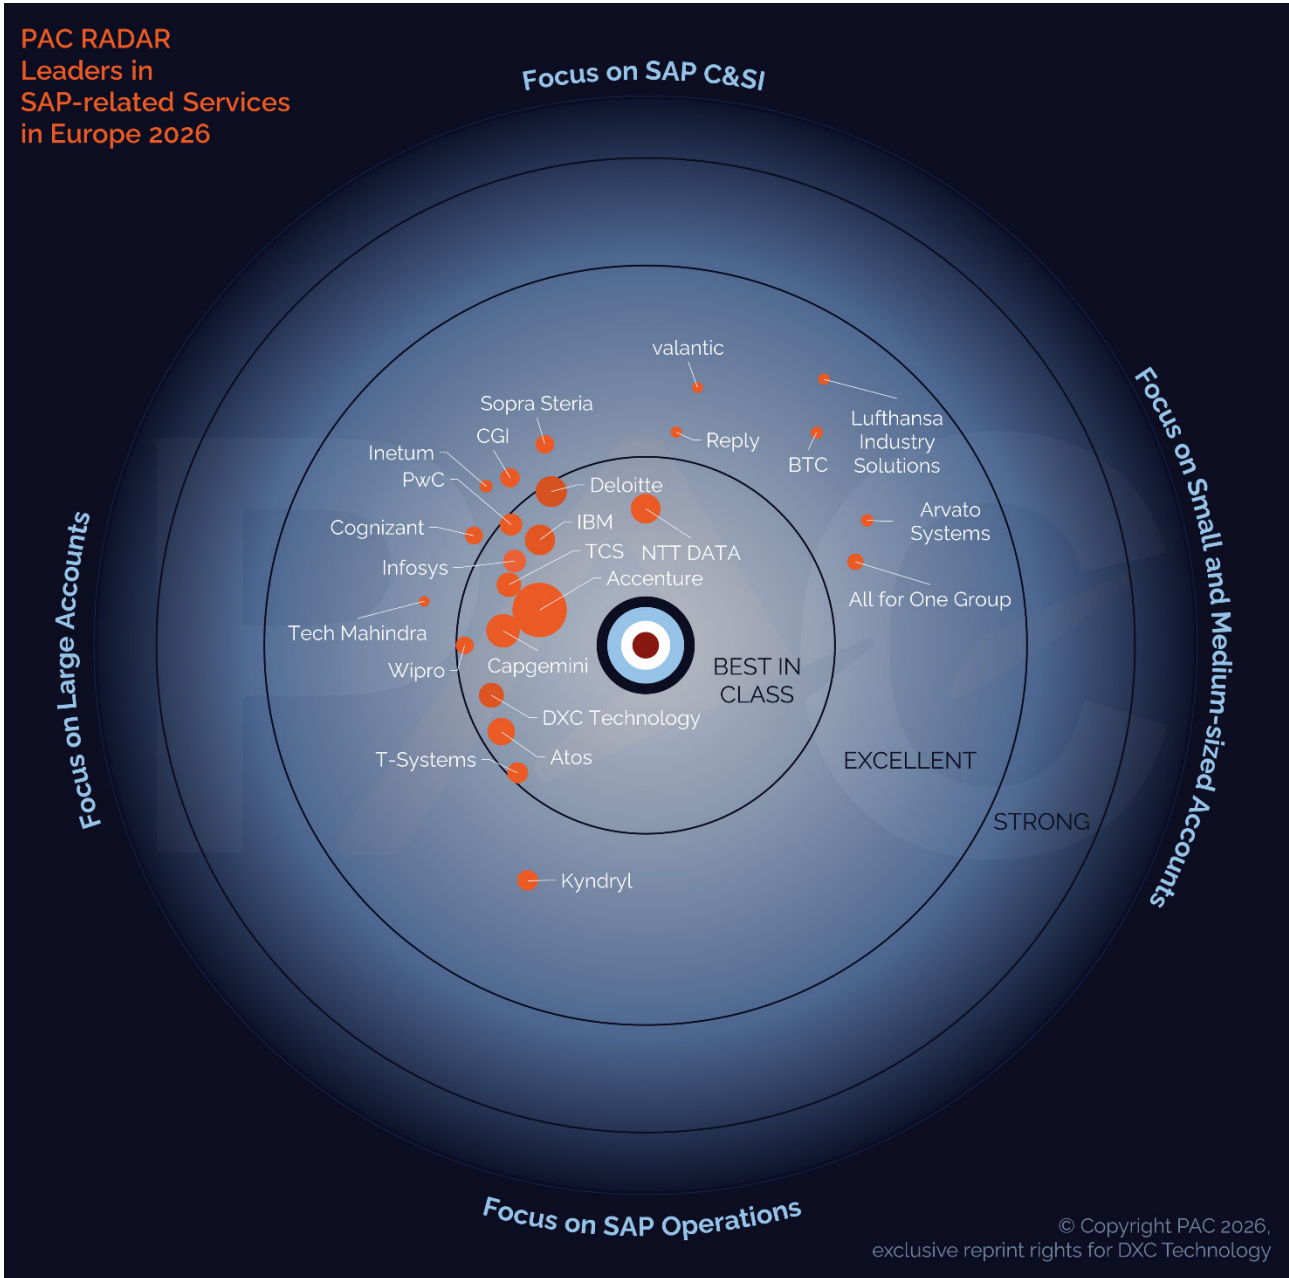 PAC RADAR
Leaders in
SAP-related Services
in Europe 2026
Focus on SAP C&SI
valantic
Lufthansa
Industry
Solutions
Sopra Steria
CGI
Reply
BTC
Inetum
PwC
Deloitte
Cognizant
IBM
Arvato
Systems
TCS
NTT DATA
Infosys
Accenture
All for One Group
Tech Mahindra
Wipro
Capgemini
BEST IN
CLASS
DXC Technology
T-Systems
Atos
EXCELLENT
STRONG
Kyndryl
Focus on Large Accounts
Focus on Small and Medium-sized Accounts
Focus on SAP Operations
© Copyright PAC 2026,
exclusive reprint rights for DXC Technology
PAC